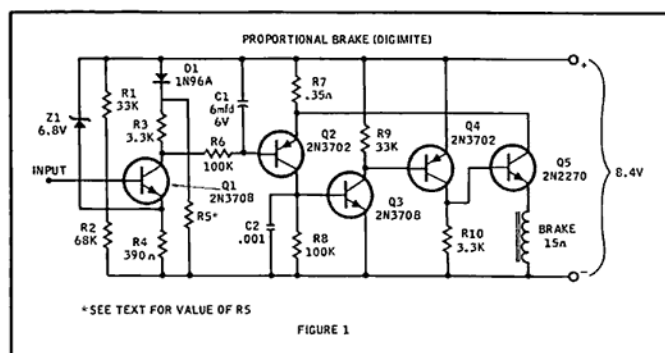 PROPORTIONAL BRAKE (DIGIMITE)
+
D1
1N96A
R1
33K
C1
6mfd
6V
R7
.35Ω
Z1
6.8V
R3
3.3K
R6
100K
Q2
2N3702
R9
33K
Q4
2N3702
Q5
2N2270
8.4V
INPUT
Q1
2N3708
R5*
Q3
2N3708
R2
68K
R4
390Ω
C2
.001
R8
100K
R10
3.3K
BRAKE
15Ω
-
*SEE TEXT FOR VALUE OF R5
FIGURE 1